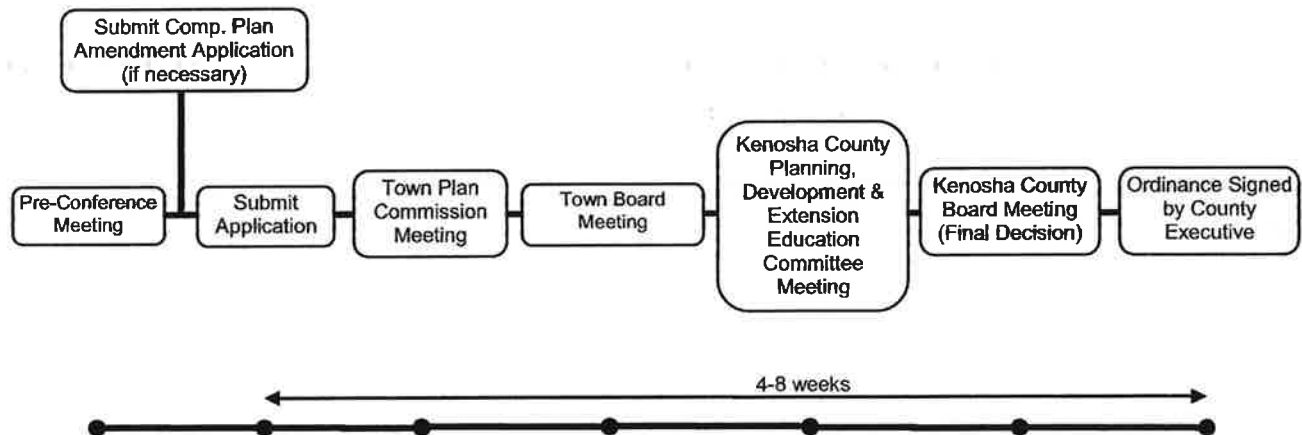 Submit Comp. Plan
Amendment Application
(if necessary)
Pre-Conference
Meeting
Submit
Application
Town Plan
Commission
Meeting
Town Board
Meeting
Kenosha County
Planning,
Development &
Extension
Education
Committee
Meeting
Kenosha County
Board Meeting
(Final Decision)
Ordinance Signed
by County
Executive
4-8 weeks